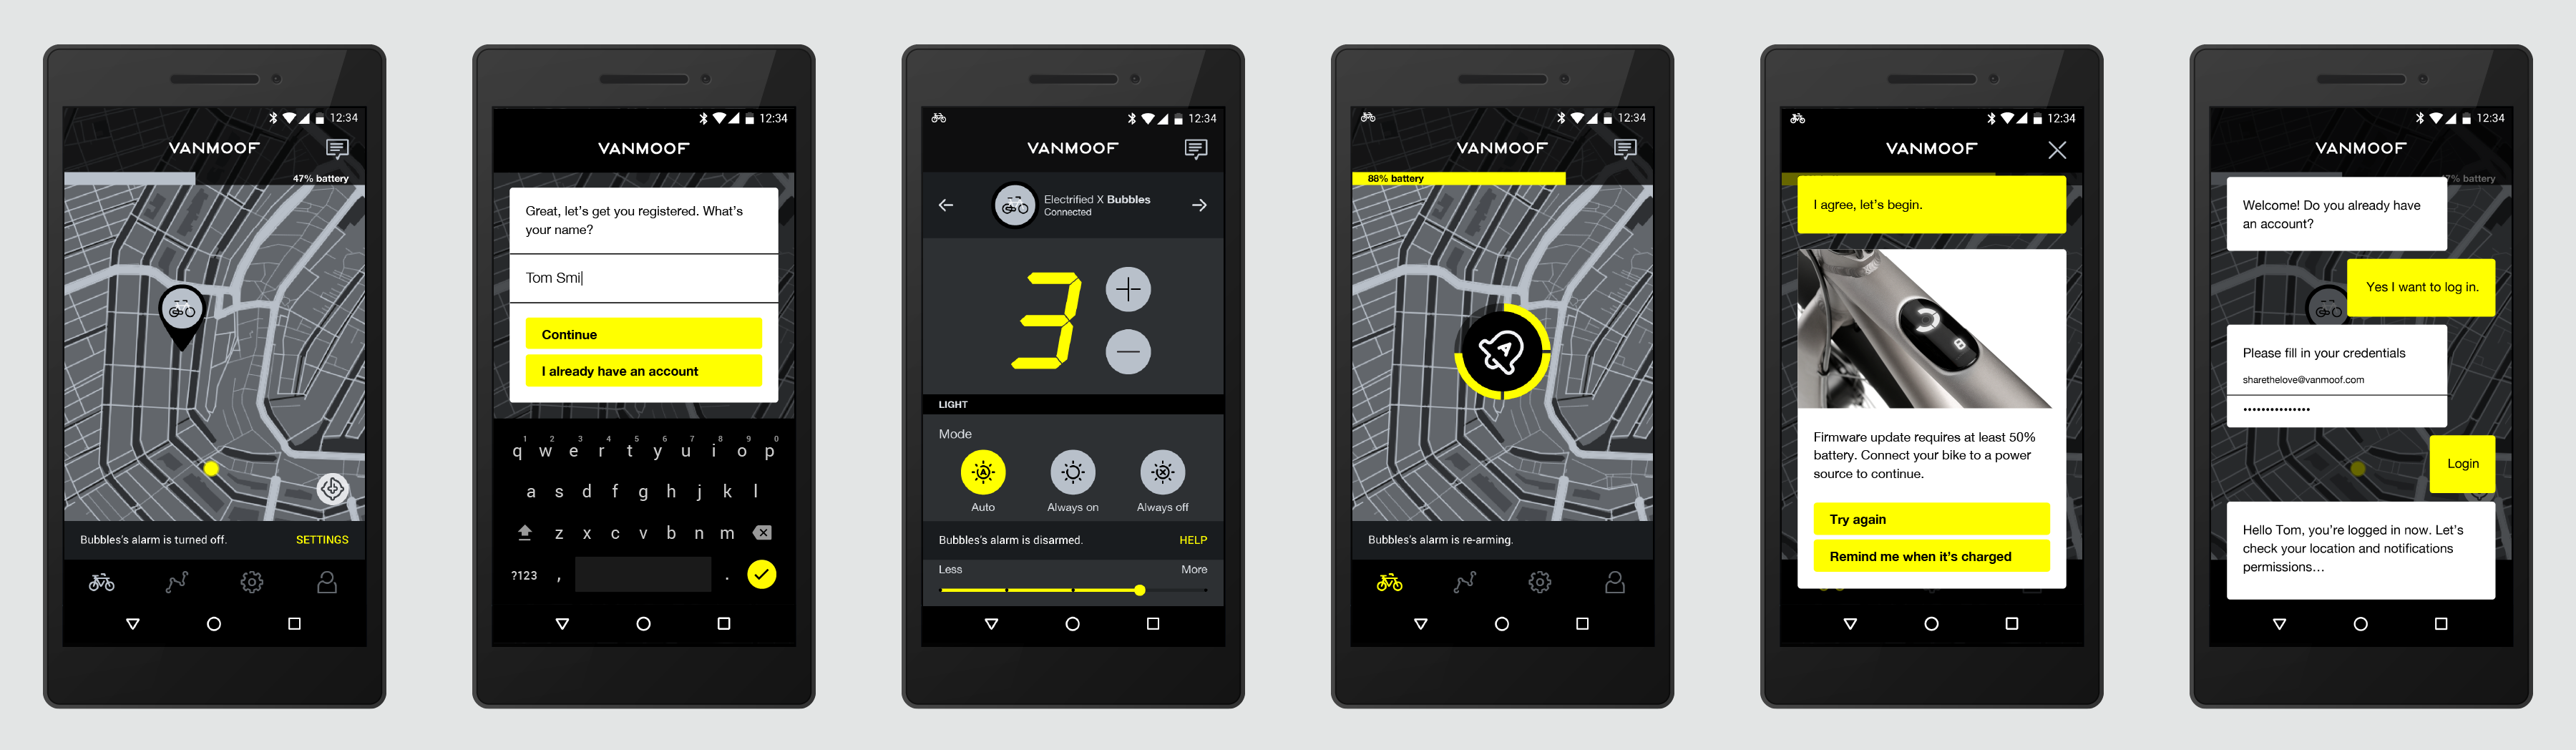 12:34
VANMOOF
47% battery
Bubbles's alarm is turned off.
SETTINGS
12:34
VANMOOF
Great, let's get you registered. What's
your name?
Tom Smi
Continue
I already have an account
1 2 3 4 5 6 7 8 9 0
q w e r t y u i o p
a s d f g h j k l
z x c v b n m
?123 , .
12:34
VANMOOF
Electrified X Bubbles
Connected
3
LIGHT
Mode
A
Auto
Always on
Always off
Bubbles's alarm is disarmed.
HELP
Less
More
12:34
VANMOOF
88% battery
A
Bubbles's alarm is re-arming.
12:34
VANMOOF
I agree, let's begin.
8
Firmware update requires at least 50%
battery. Connect your bike to a power
source to continue.
Try again
Remind me when it's charged
12:34
VANMOOF
7% battery
Welcome! Do you already have
an account?
Yes I want to log in.
Please fill in your credentials
sharethelove@vanmoof.com
•••••••••••••••
Login
Hello Tom, you're logged in now. Let's
check your location and notifications
permissions...